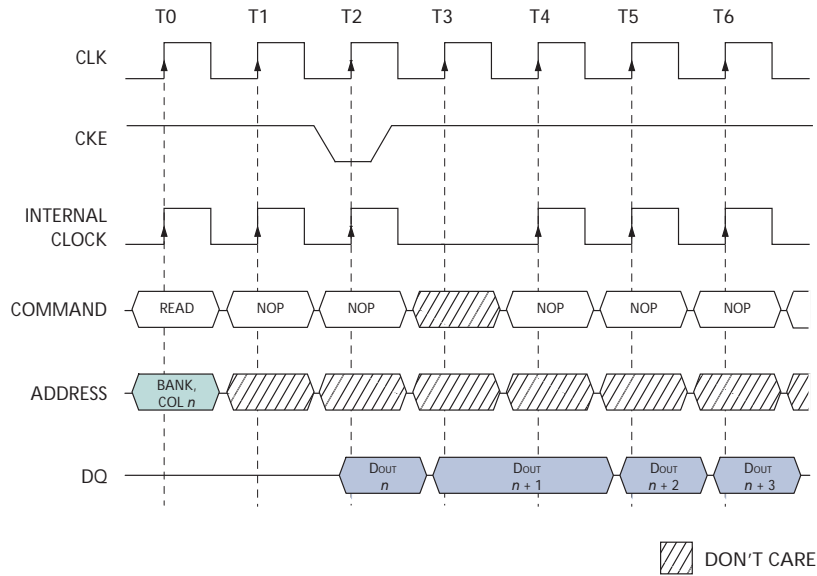 T0 T1 T2 T3 T4 T5 T6
CLK
CKE
INTERNAL
CLOCK
COMMAND READ NOP NOP NOP NOP NOP
ADDRESS BANK,
COL n
DQ DOUT DOUT DOUT DOUT
n n + 1 n + 2 n + 3
DON'T CARE